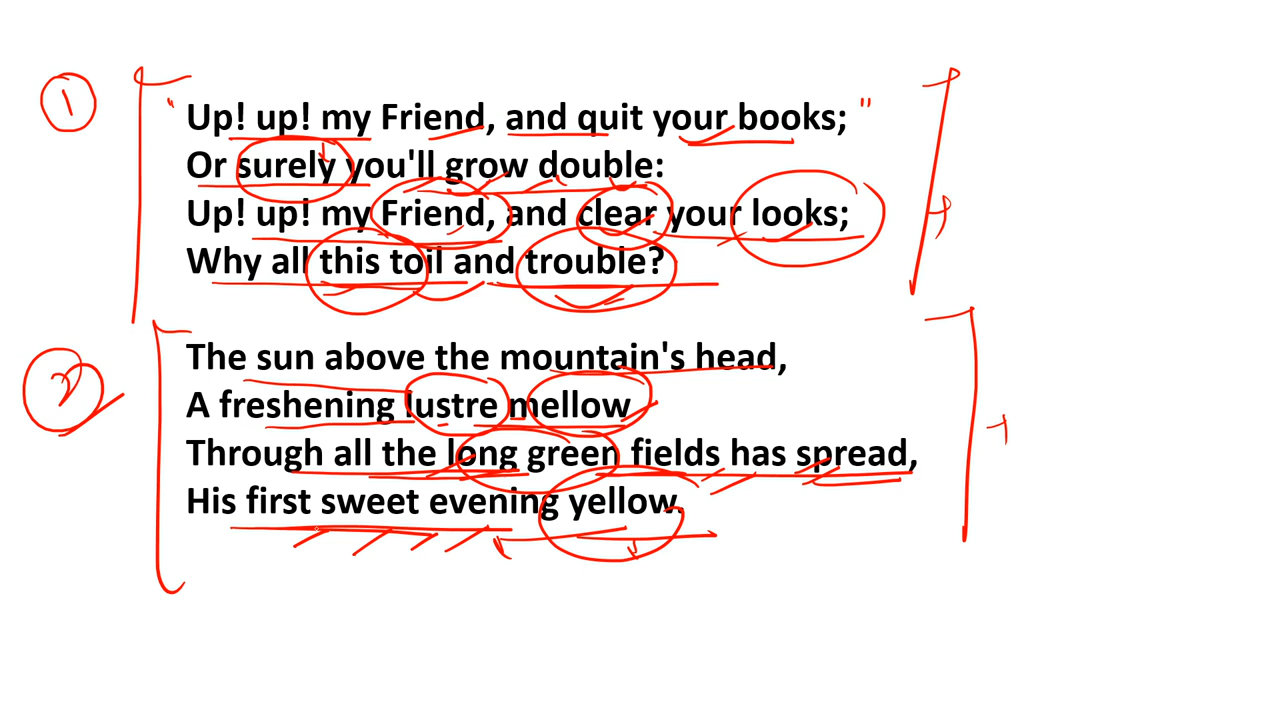 1
"Up! up! my Friend, and quit your books;"
Or surely you'll grow double:
Up! up! my Friend, and clear your looks;
Why all this toil and trouble?
The sun above the mountain's head,
A freshening lustre mellow
Through all the long green fields has spread,
His first sweet evening yellow.